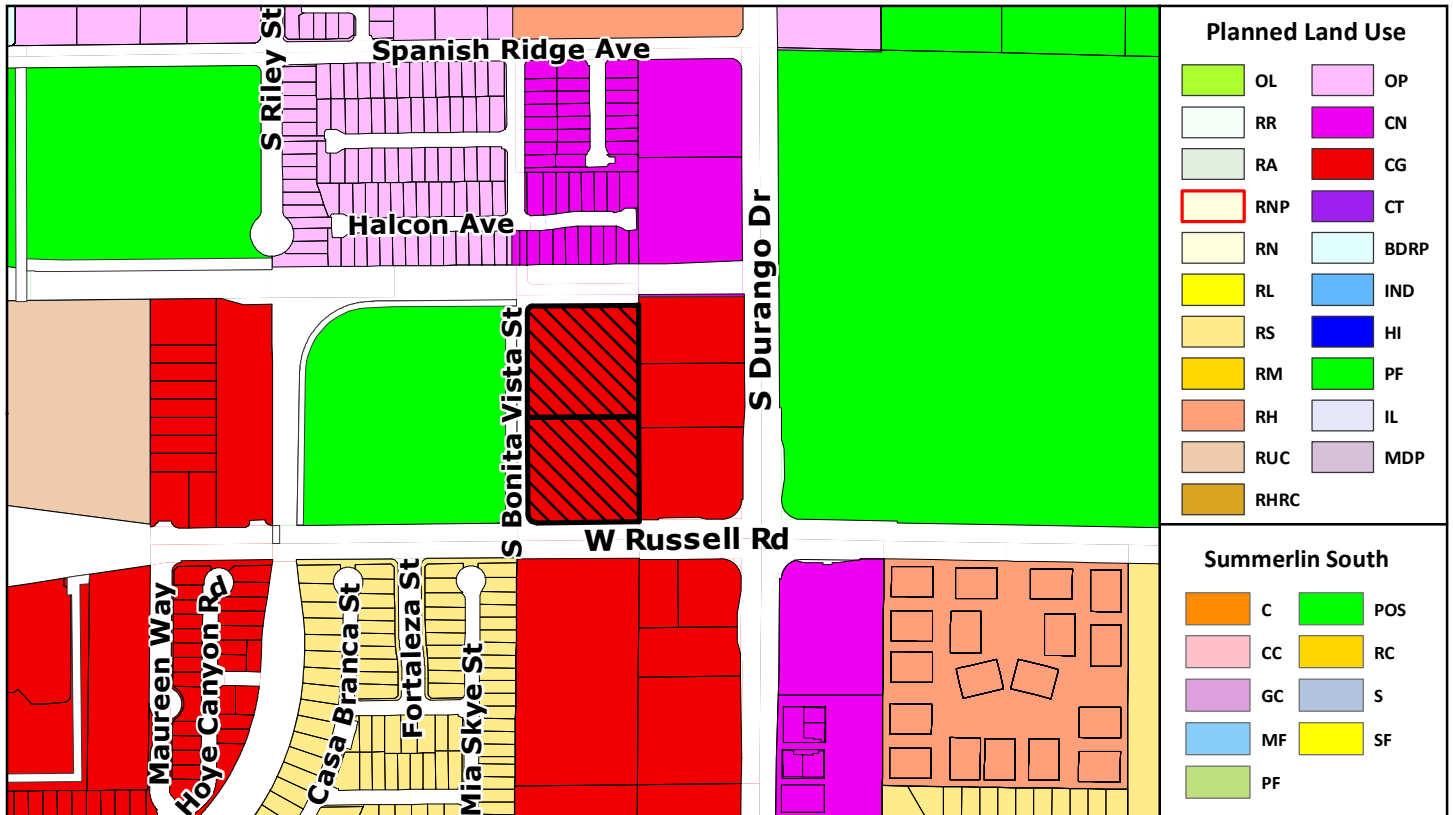 S Riley St
Spanish Ridge Ave
Halcon Ave
S Durango Dr
S Bonita Vista St
W Russell Rd
Maureen Way
Hoye Canyon Rd
Casa Branca St
Fortaleza St
Mia Skye St
Planned Land Use
OL
OP
RR
CN
RA
CG
RNP
CT
RN
BDRP
RL
IND
RS
HI
RM
PF
RH
IL
RUC
MDP
RHRC
Summerlin South
C
POS
CC
RC
GC
S
MF
SF
PF